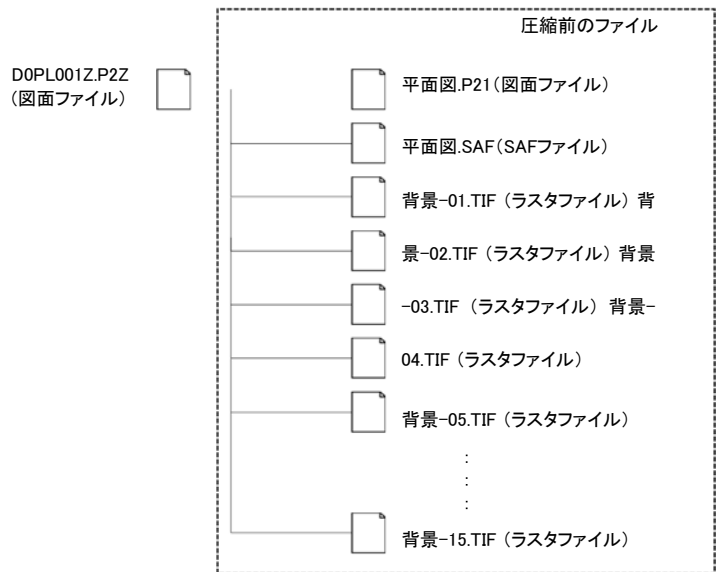 圧縮前のファイル
D0PL001Z.P2Z
（図面ファイル）
平面図.P21（図面ファイル）
平面図.SAF（SAFファイル）
背景-01.TIF （ラスタファイル） 背
景-02.TIF （ラスタファイル） 背景
-03.TIF （ラスタファイル） 背景-
04.TIF （ラスタファイル）
背景-05.TIF （ラスタファイル）
：
：
：
背景-15.TIF （ラスタファイル）